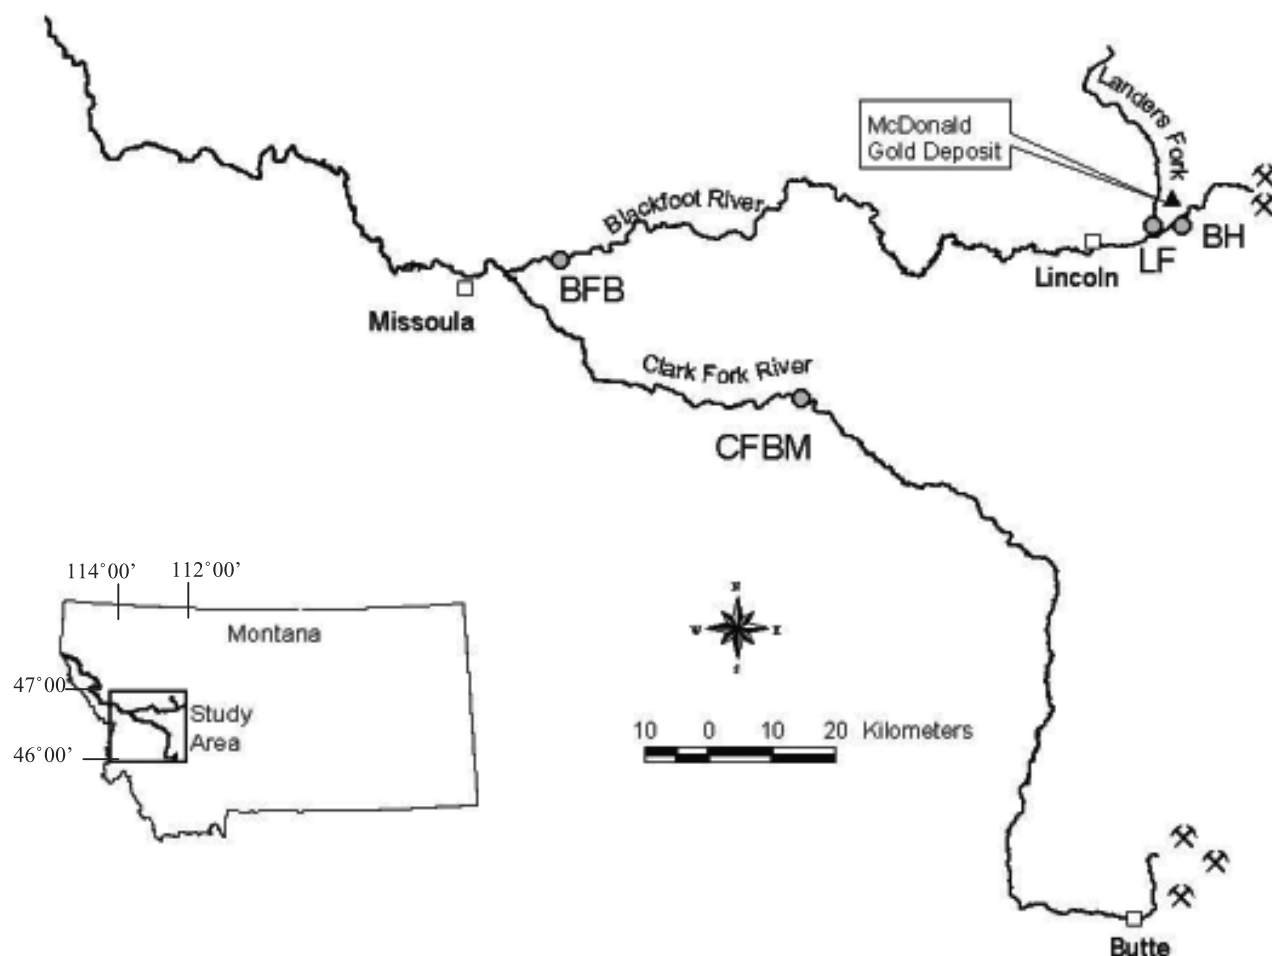 Landers Fork
McDonald
Gold Deposit
Blackfoot River
BH
LF
Lincoln
BFB
Missoula
Clark Fork River
CFBM
114˚00’
112˚00’
Montana
47˚00’
Study
Area
46˚00’
N
W
E
S
10 0 10 20 Kilometers
Butte